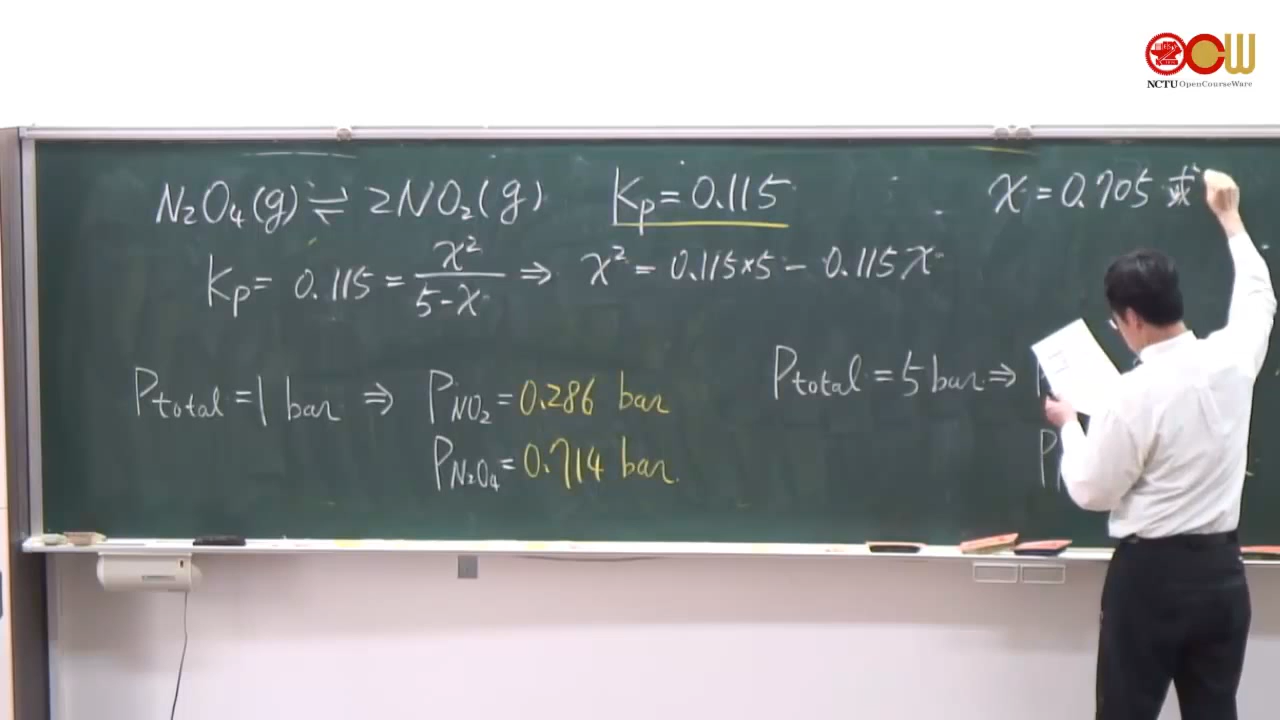 OCW
NCTU OpenCourseWare
N₂O₄(g) ⇌ 2NO₂(g)
Kp = 0.115
x = 0.705 或
Kp = 0.115 = x²/(5-x) ⇒ x² = 0.115×5 - 0.115x
Ptotal = 1 bar ⇒ PNO₂ = 0.286 bar
PN₂O₄ = 0.714 bar
Ptotal = 5 bar ⇒
P